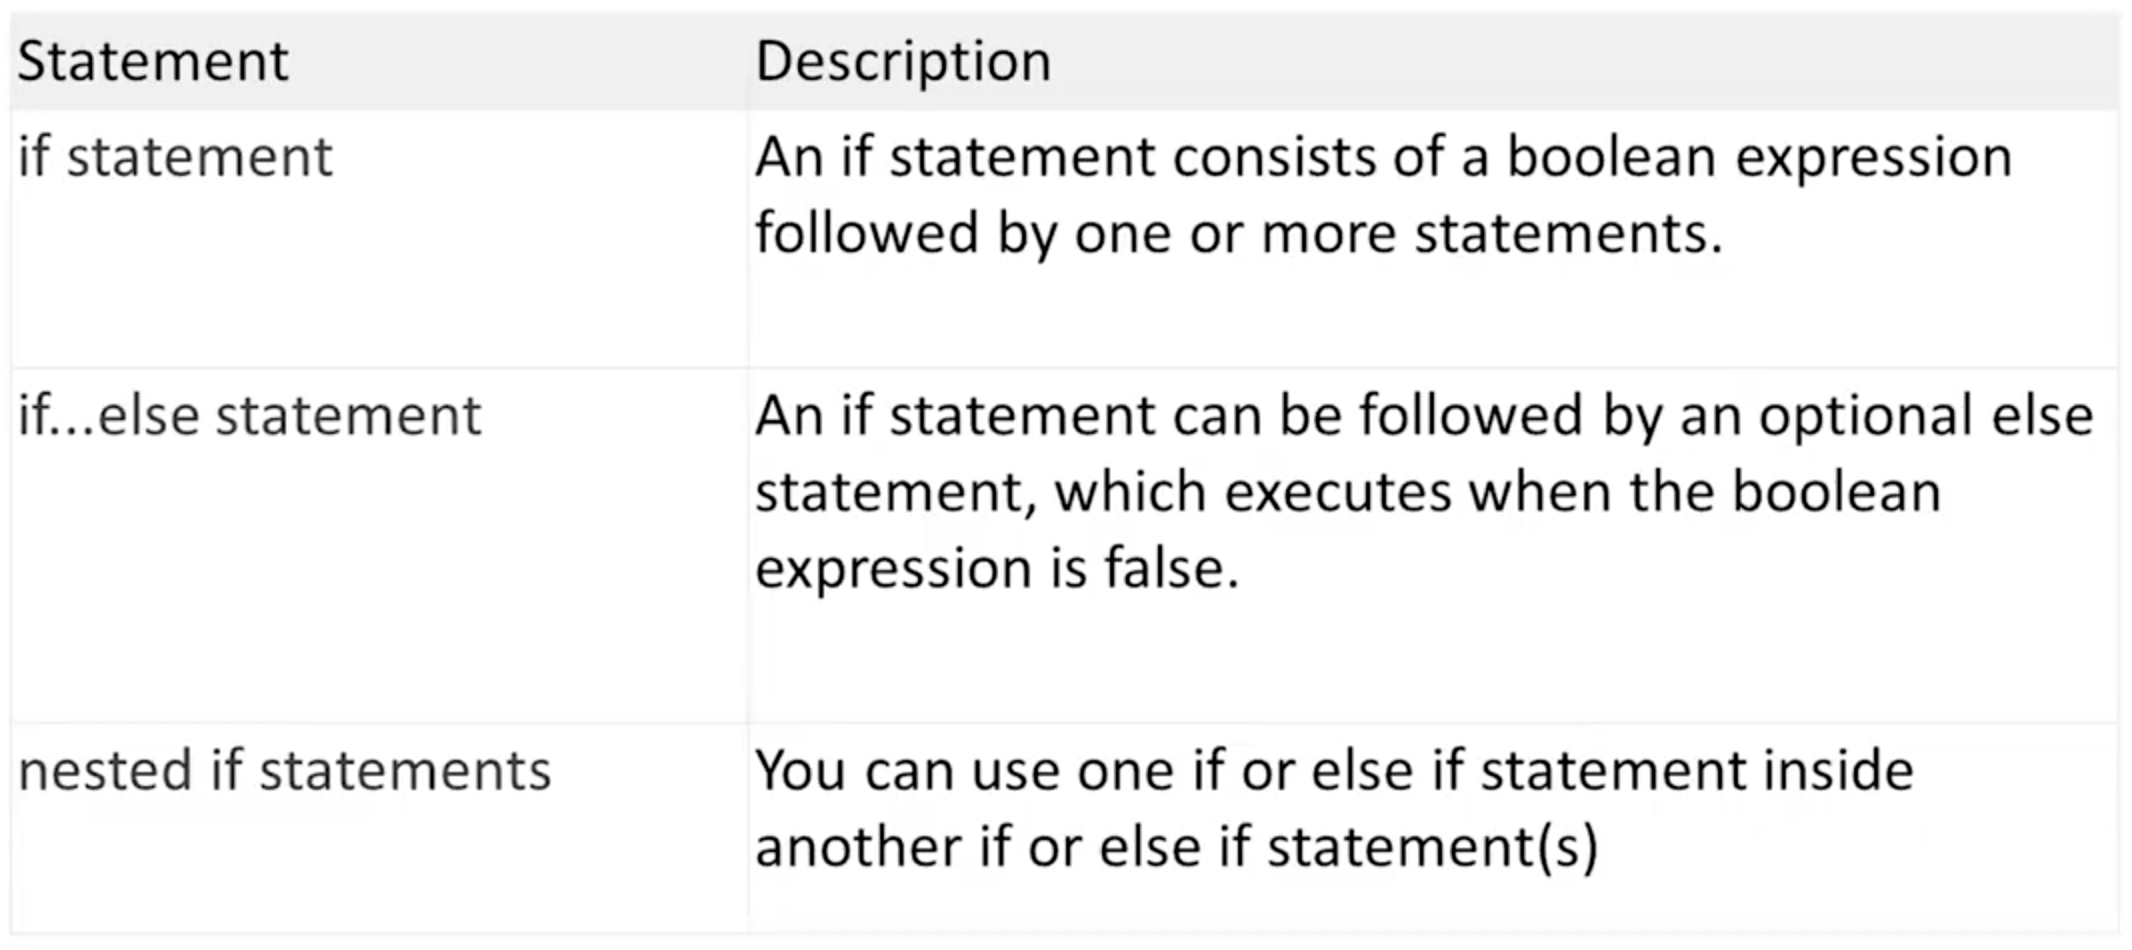 Statement
Description
if statement
An if statement consists of a boolean expression
followed by one or more statements.
if...else statement
An if statement can be followed by an optional else
statement, which executes when the boolean
expression is false.
nested if statements
You can use one if or else if statement inside
another if or else if statement(s)